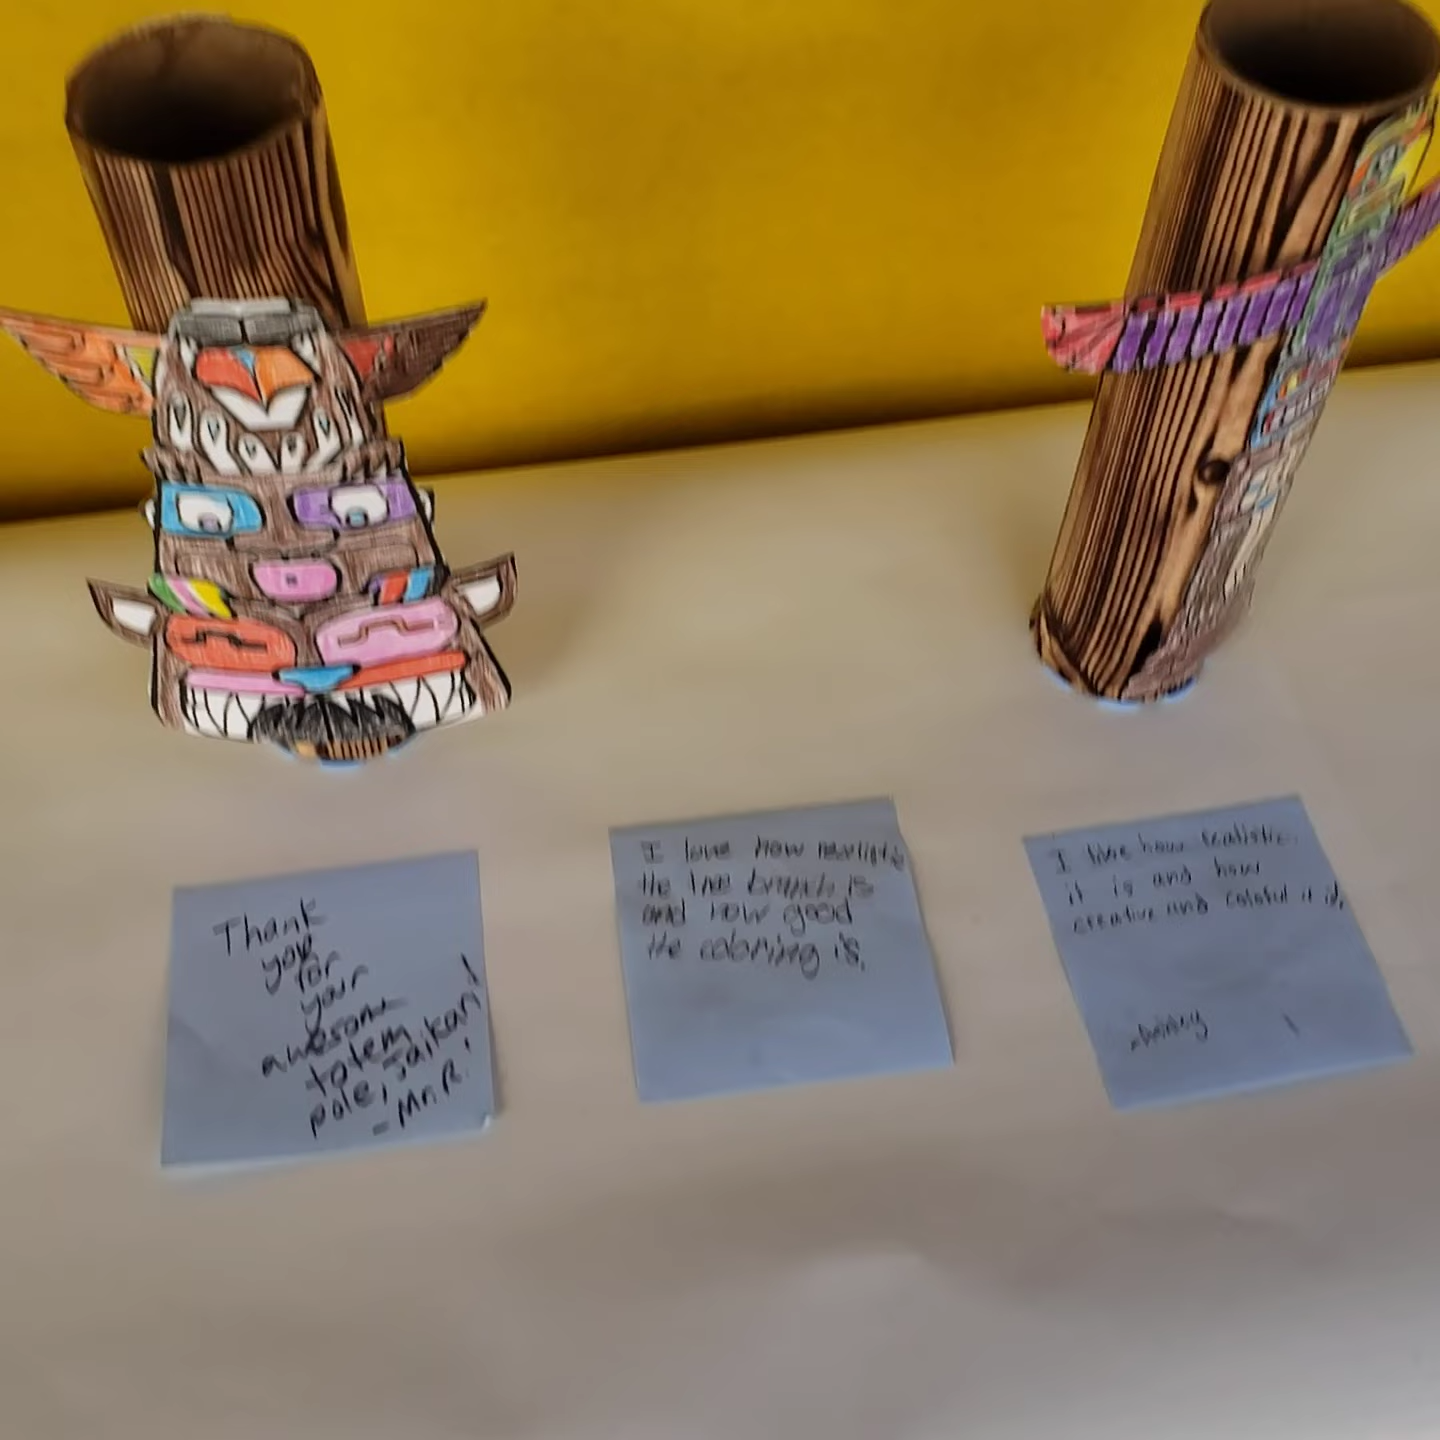 Thank
you
for
your
awesome
totem
pole, Jaikari!
- Mr. R.
I love how realistic
the tree branch is
and how good
the coloring is.
I like how realistic.
it is and how
creative and coloful it is.